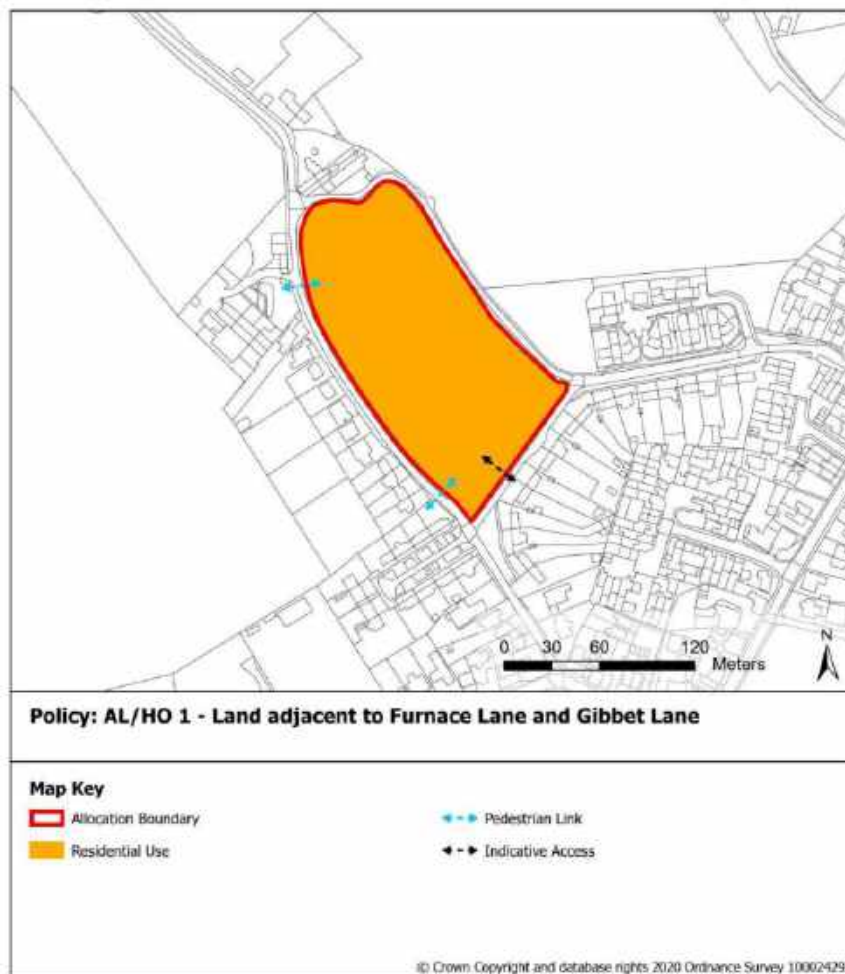 0 30 60 120
Meters
N
Policy: AL/HO 1 - Land adjacent to Furnace Lane and Gibbet Lane
Map Key
Allocation Boundary
Pedestrian Link
Residential Use
Indicative Access
© Crown Copyright and database rights 2020 Ordnance Survey 10002429